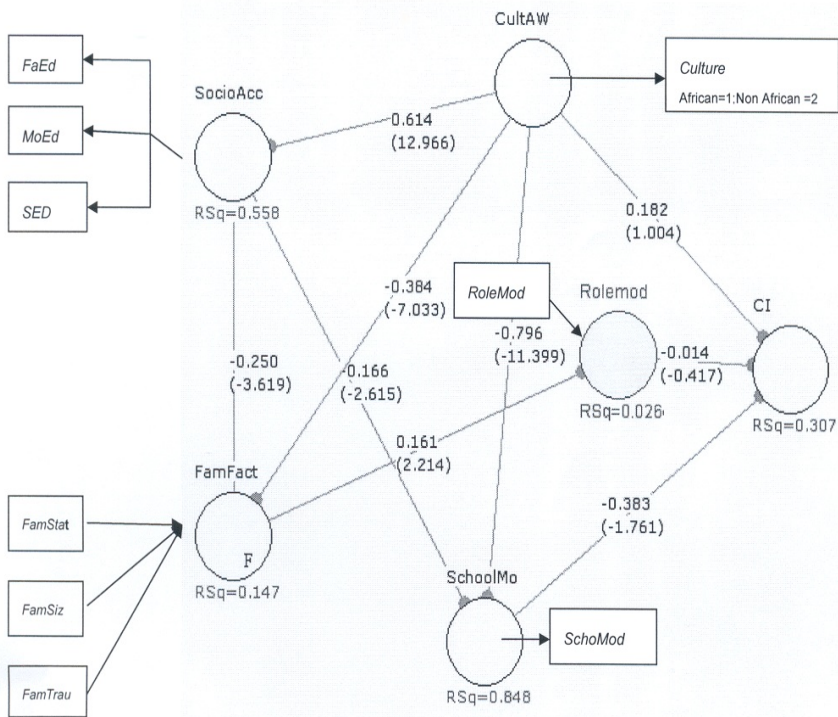 CultAW
FaEd
Culture
African=1:Non African =2
SocioAcc
MoEd
0.614
(12.966)
SED
RSq=0.558
0.182
(1.004)
-0.384
(-7.033)
RoleMod
Rolemod
CI
-0.796
(-11.399)
-0.014
(-0.417)
-0.250
(-3.619)
-0.166
(-2.615)
RSq=0.026
RSq=0.307
0.161
(2.214)
FamFact
FamStat
-0.383
(-1.761)
F
SchoolMo
RSq=0.147
FamSiz
SchoMod
FamTrau
RSq=0.848